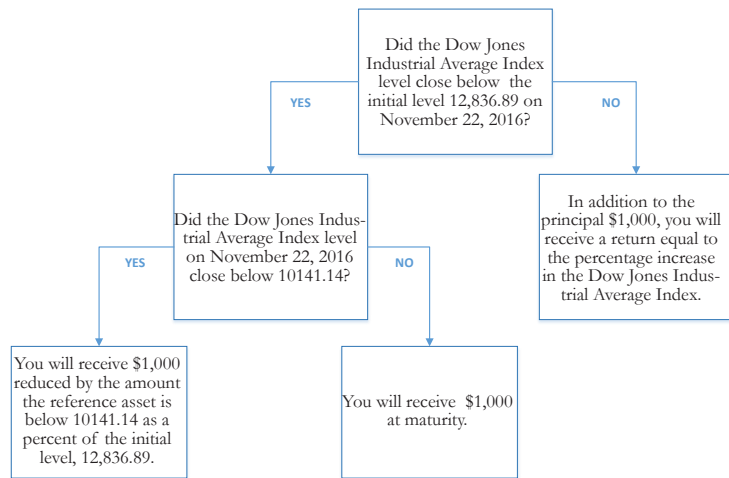 Did the Dow Jones
Industrial Average Index
level close below the
initial level 12,836.89 on
November 22, 2016?
YES
NO
Did the Dow Jones Indus-
trial Average Index level
on November 22, 2016
close below 10141.14?
In addition to the
principal $1,000, you will
receive a return equal to
the percentage increase
in the Dow Jones Indus-
trial Average Index.
YES
NO
You will receive $1,000
reduced by the amount
the reference asset is
below 10141.14 as a
percent of the initial
level, 12,836.89.
You will receive $1,000
at maturity.